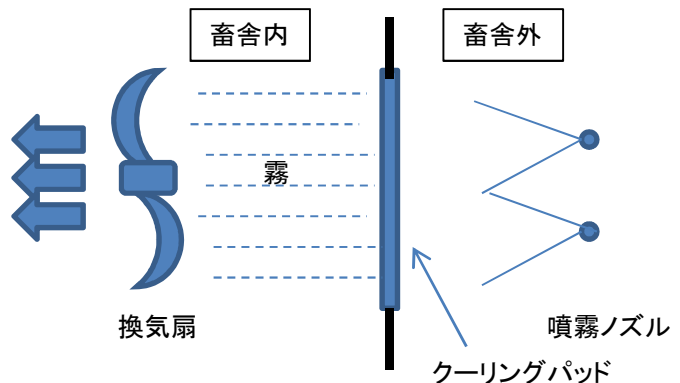 畜舎内
畜舎外
霧
換気扇
噴霧ノズル
クーリングパッド